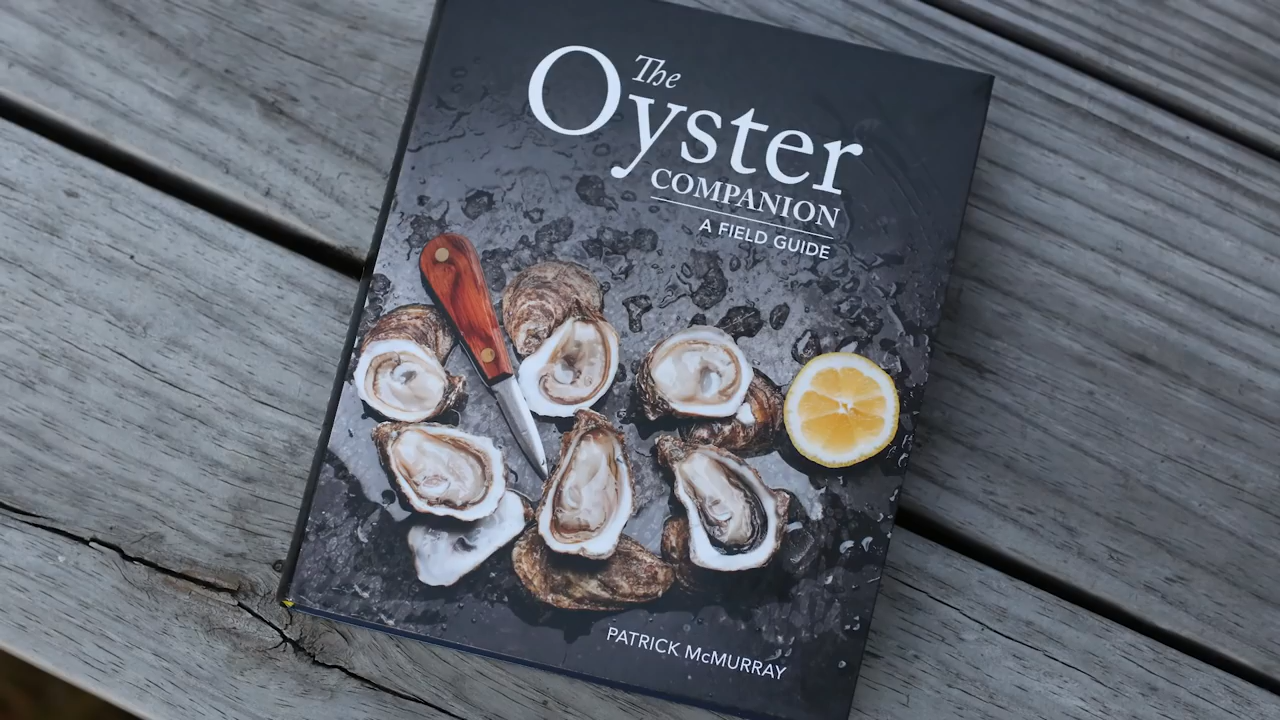 The
Oyster
COMPANION
A FIELD GUIDE
PATRICK McMURRAY